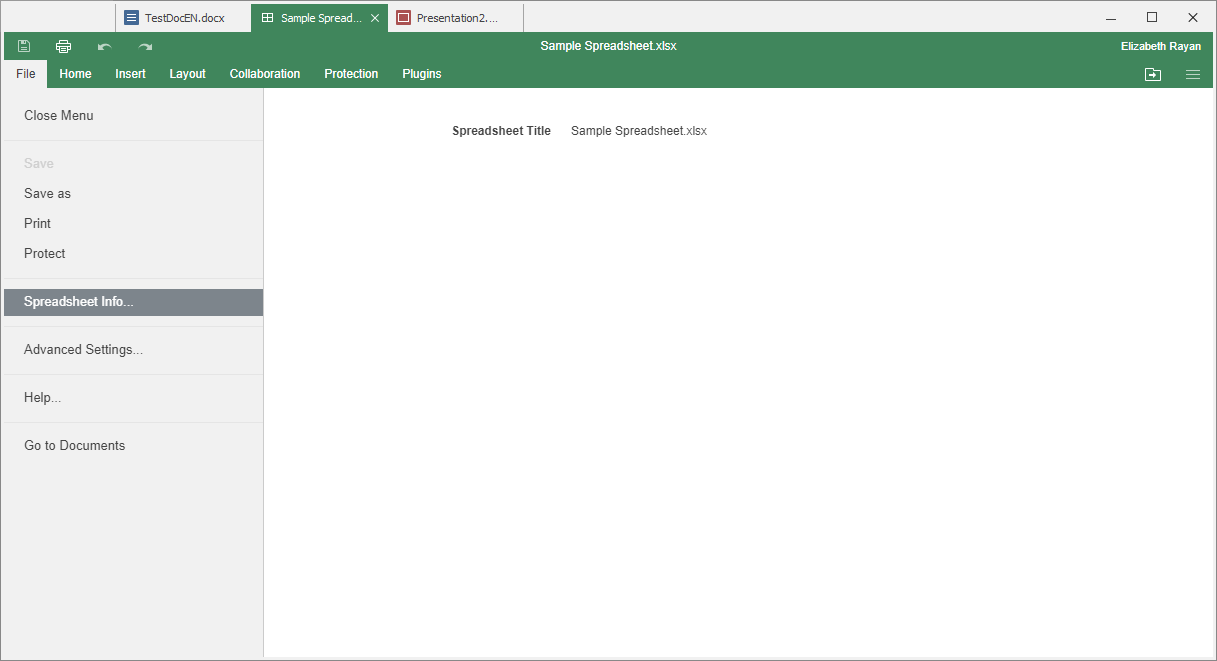 TestDocEN.docx
Sample Spread...
Presentation2....
Sample Spreadsheet.xlsx
Elizabeth Rayan
File Home Insert Layout Collaboration Protection Plugins
Close Menu
Save
Save as
Print
Protect
Spreadsheet Info...
Advanced Settings...
Help...
Go to Documents
Spreadsheet Title Sample Spreadsheet.xlsx